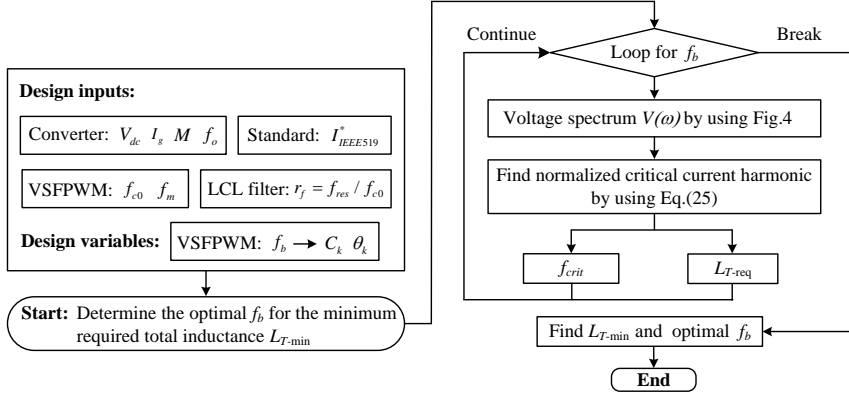 Design inputs:
Converter: V_dc I_g M f_o
Standard: I*_IEEE519
VSFPWM: f_c0 f_m
LCL filter: r_f = f_res / f_c0
Design variables: VSFPWM: f_b → C_k θ_k
Start: Determine the optimal f_b for the minimum
required total inductance L_T-min
Continue
Break
Loop for f_b
Voltage spectrum V(ω) by using Fig.4
Find normalized critical current harmonic
by using Eq.(25)
f_crit
L_T-req
Find L_T-min and optimal f_b
End